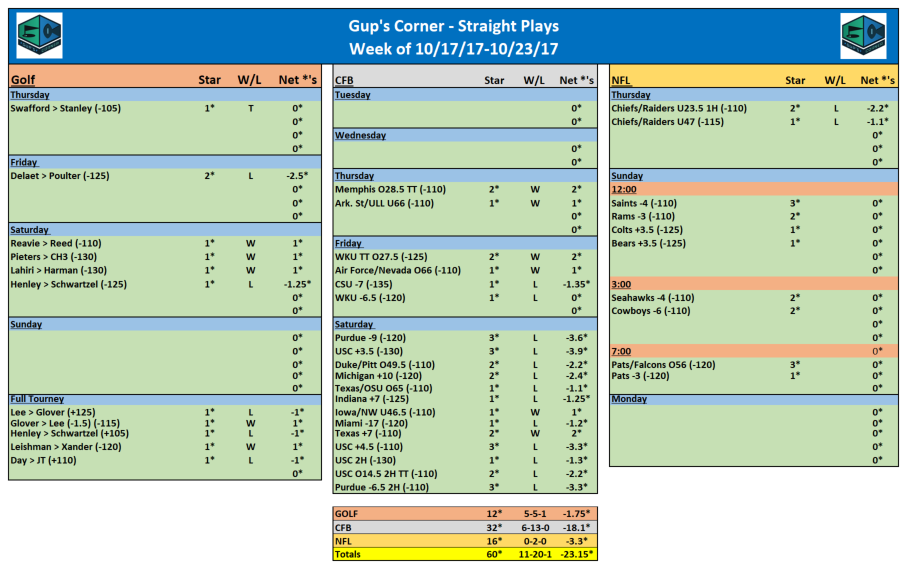 Gup's Corner - Straight Plays
Week of 10/17/17-10/23/17
Golf Star W/L Net *'s
Thursday
Swafford > Stanley (-105) 1* T 0*
0*
0*
0*
Friday
Delaet > Poulter (-125) 2* L -2.5*
0*
0*
0*
Saturday
Reavie > Reed (-110) 1* W 1*
Pieters > CH3 (-130) 1* W 1*
Lahiri > Harman (-130) 1* W 1*
Henley > Schwartzel (-125) 1* L -1.25*
0*
0*
Sunday
0*
0*
0*
0*
Full Tourney
Lee > Glover (+125) 1* L -1*
Glover > Lee (-1.5) (-115) 1* W 1*
Henley > Schwartzel (+105) 1* L -1*
Leishman > Xander (-120) 1* W 1*
Day > JT (+110) 1* L -1*
0*
CFB Star W/L Net *'s
Tuesday
0*
0*
Wednesday
0*
0*
Thursday
Memphis O28.5 TT (-110) 2* W 2*
Ark. St/ULL U66 (-110) 1* W 1*
0*
0*
Friday
WKU TT O27.5 (-125) 2* W 2*
Air Force/Nevada O66 (-110) 1* W 1*
CSU -7 (-135) 1* L -1.35*
WKU -6.5 (-120) 1* L 0*
0*
Saturday
Purdue -9 (-120) 3* L -3.6*
USC +3.5 (-130) 3* L -3.9*
Duke/Pitt O49.5 (-110) 2* L -2.2*
Michigan +10 (-120) 2* L -2.4*
Texas/OSU O65 (-110) 1* L -1.1*
Indiana +7 (-125) 1* L -1.25*
Iowa/NW U46.5 (-110) 1* W 1*
Miami -17 (-120) 1* L -1.2*
Texas +7 (-110) 2* W 2*
USC +4.5 (-110) 3* L -3.3*
USC 2H (-130) 1* L -1.3*
USC O14.5 2H TT (-110) 2* L -2.2*
Purdue -6.5 2H (-110) 3* L -3.3*
NFL Star W/L Net *'s
Thursday
Chiefs/Raiders U23.5 1H (-110) 2* L -2.2*
Chiefs/Raiders U47 (-115) 1* L -1.1*
0*
0*
0*
Sunday
12:00
Saints -4 (-110) 3* 0*
Rams -3 (-110) 2* 0*
Colts +3.5 (-125) 1* 0*
Bears +3.5 (-125) 1* 0*
0*
0*
3:00
Seahawks -4 (-110) 2* 0*
Cowboys -6 (-110) 2* 0*
0*
0*
7:00 0*
Pats/Falcons O56 (-120) 3* 0*
Pats -3 (-120) 1* 0*
0*
Monday
0*
0*
0*
0*
0*
GOLF 12* 5-5-1 -1.75*
CFB 32* 6-13-0 -18.1*
NFL 16* 0-2-0 -3.3*
Totals 60* 11-20-1 -23.15*